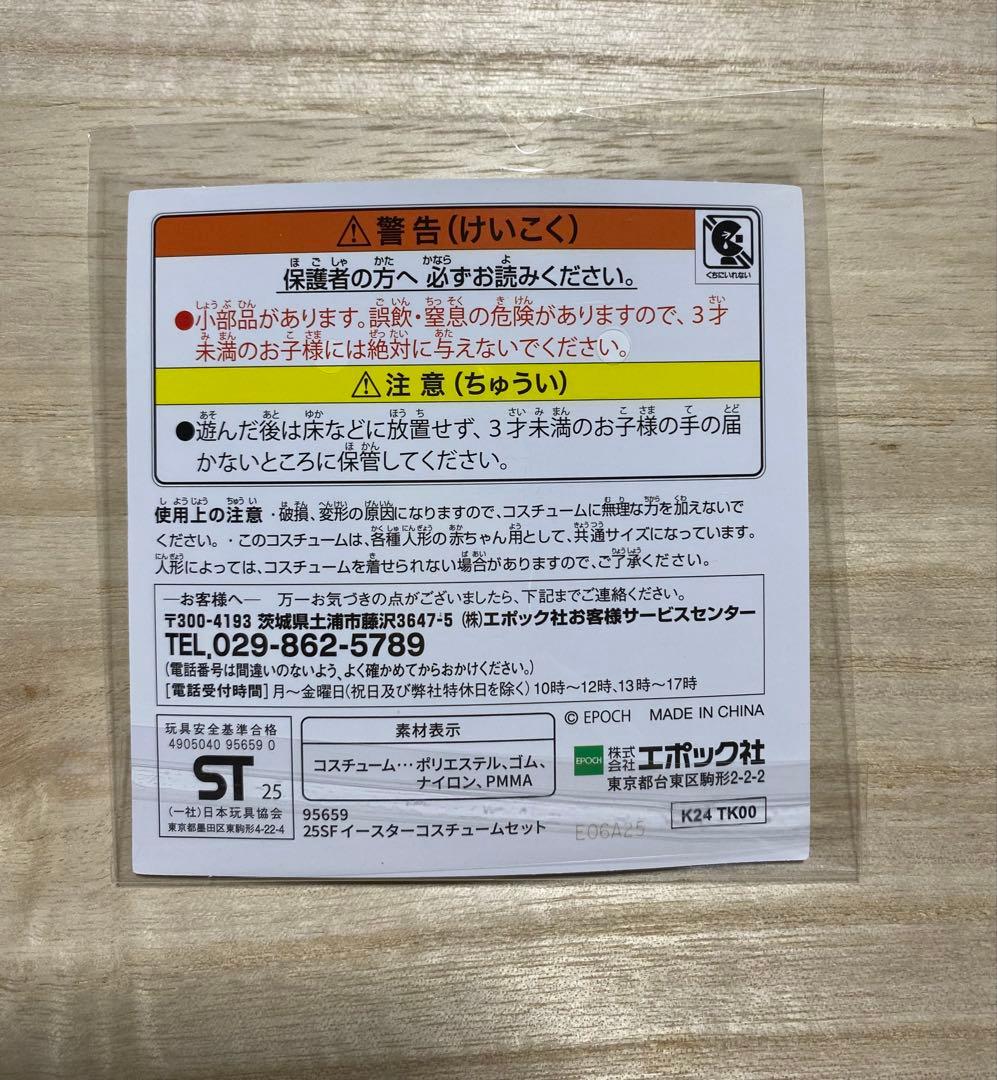 ⚠警告(けいこく)
くちにいれない
保護者の方へ 必ずお読みください。
●小部品があります。誤飲・窒息の危険がありますので、3才
未満のお子様には絶対に与えないでください。
⚠注意(ちゅうい)
●遊んだ後は床などに放置せず、3才未満のお子様の手の届
かないところに保管してください。
使用上の注意 ・破損、変形の原因になりますので、コスチュームに無理な力を加えないで
ください。・このコスチュームは、各種人形の赤ちゃん用として、共通サイズになっています。
人形によっては、コスチュームを着せられない場合がありますので、ご了承ください。
―お客様へ― 万一お気づきの点がございましたら、下記までご連絡ください。
〒300-4193 茨城県土浦市藤沢3647-5 (株)エポック社お客様サービスセンター
TEL.029-862-5789
(電話番号は間違いのないよう、よく確かめてからおかけください。)
[電話受付時間]月〜金曜日(祝日及び弊社特休日を除く)10時〜12時、13時〜17時
玩具安全基準合格
4905040 95659 0
ST 25
(一社)日本玩具協会
東京都墨田区東駒形4-22-4
素材表示
コスチューム…ポリエステル、ゴム、
ナイロン、PMMA
95659
25SFイースターコスチュームセット
© EPOCH MADE IN CHINA
EPOCH 株式会社エポック社
東京都台東区駒形2-2-2
K24 TK00
E06A25